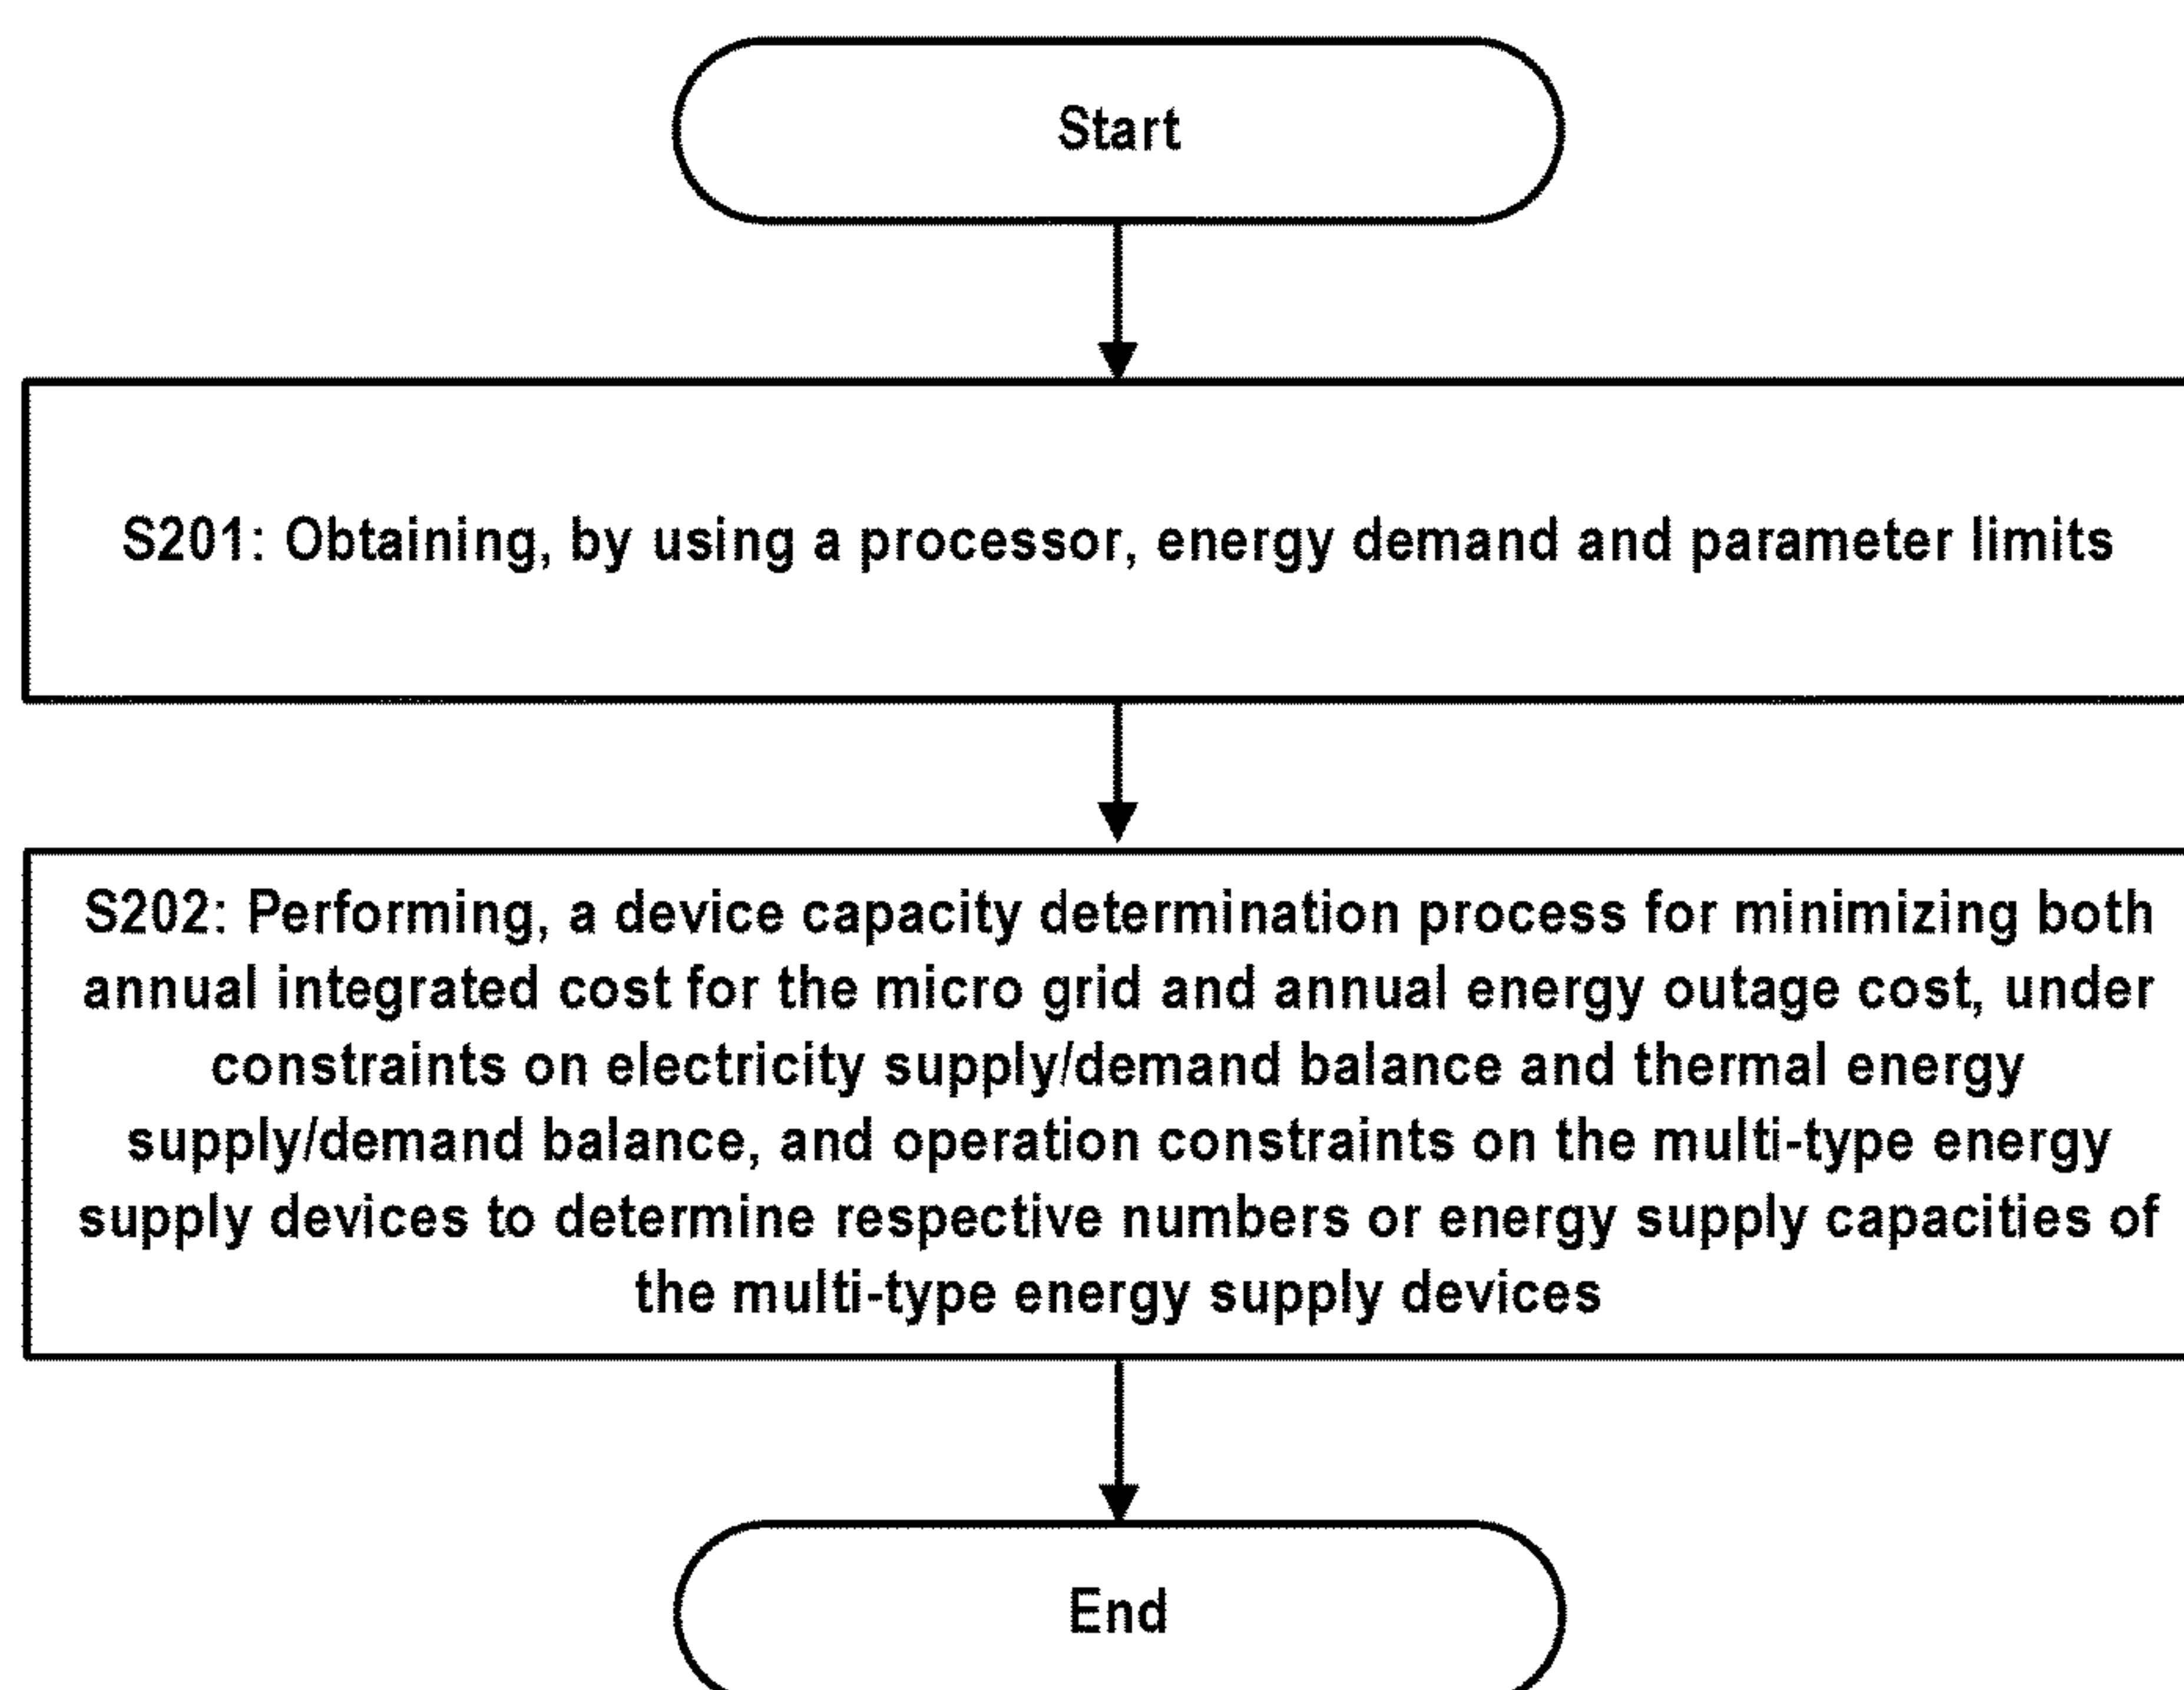 Start
S201: Obtaining, by using a processor, energy demand and parameter limits
S202: Performing, a device capacity determination process for minimizing both
annual integrated cost for the micro grid and annual energy outage cost, under
constraints on electricity supply/demand balance and thermal energy
supply/demand balance, and operation constraints on the multi-type energy
supply devices to determine respective numbers or energy supply capacities of
the multi-type energy supply devices
End